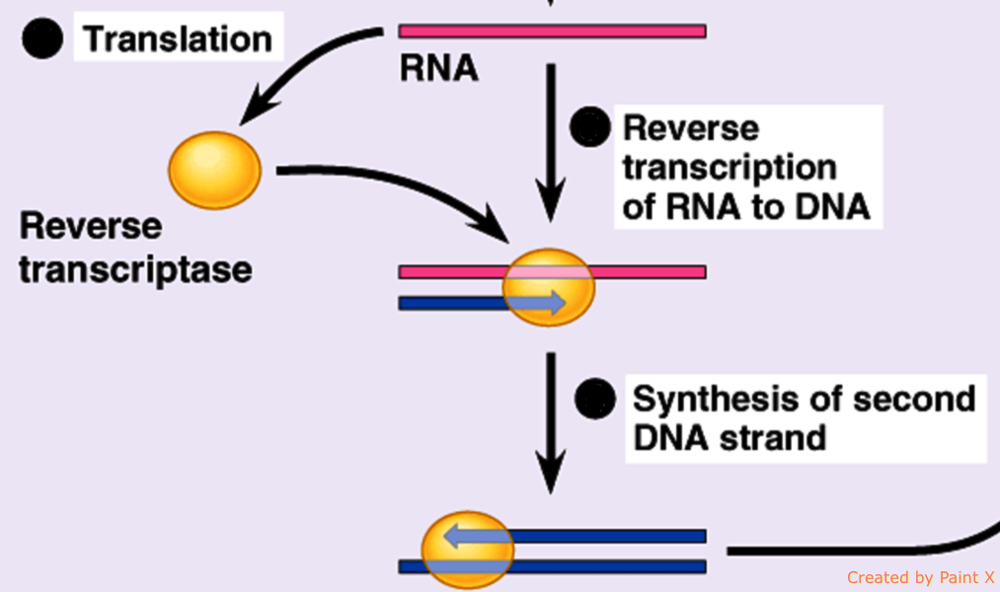 Translation
RNA
Reverse
transcription
of RNA to DNA
Reverse
transcriptase
Synthesis of second
DNA strand
Created by Paint X